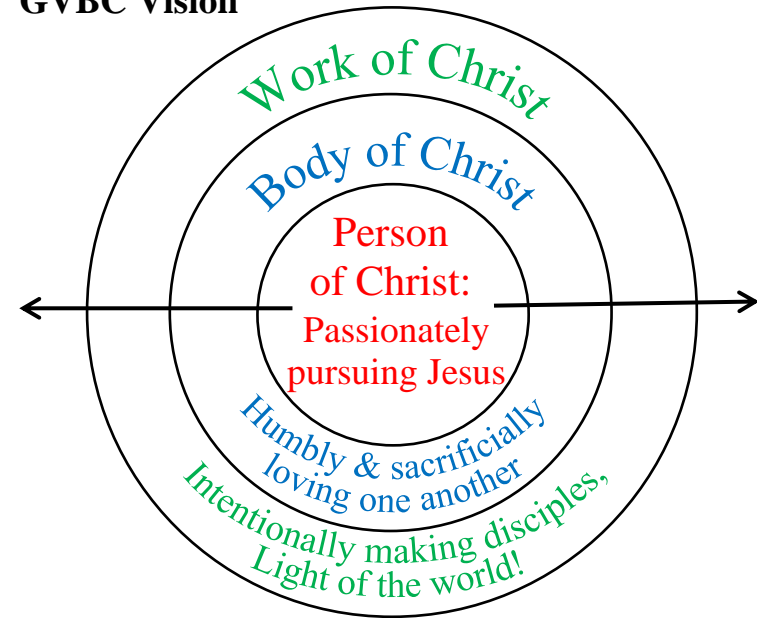 GVBC Vision
Work of Christ
Body of Christ
Person
of Christ:
Passionately
pursuing Jesus
Humbly & sacrificially
loving one another
Intentionally making disciples,
Light of the world!